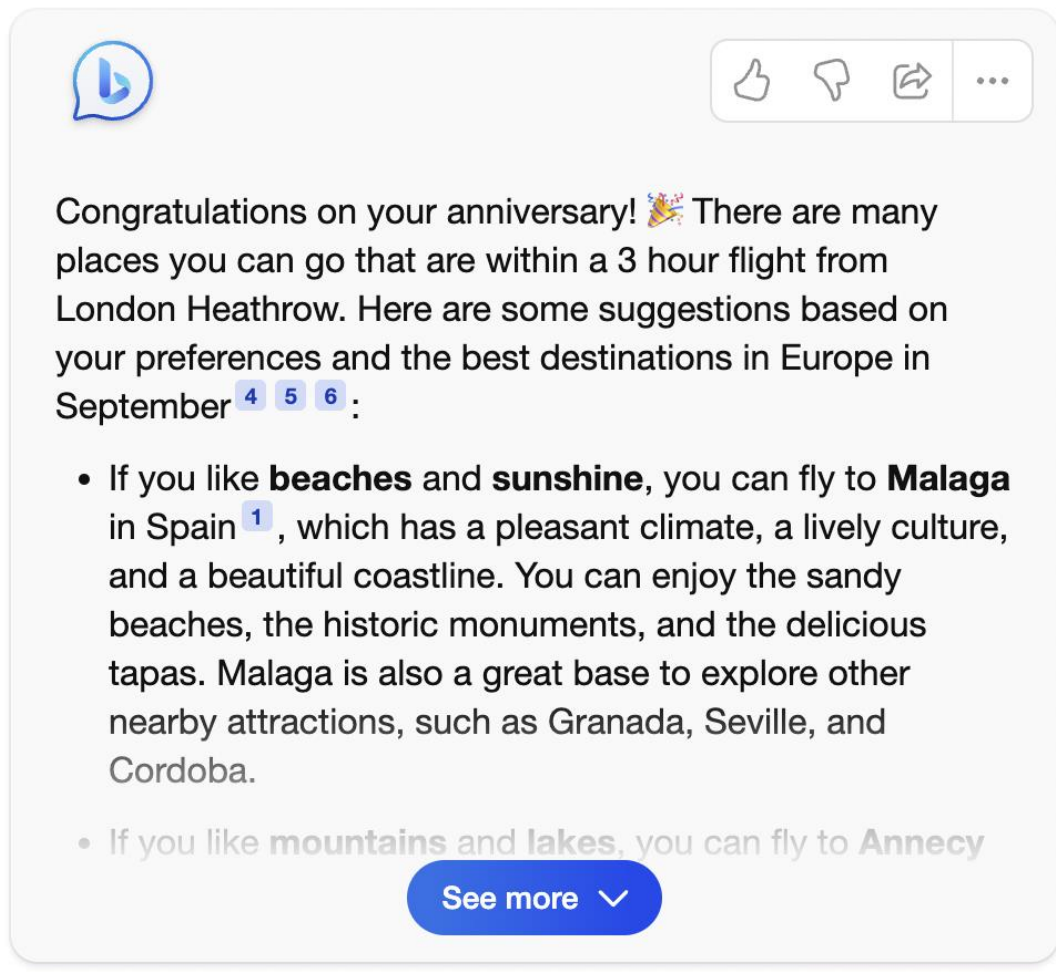 Congratulations on your anniversary! 🎉 There are many
places you can go that are within a 3 hour flight from
London Heathrow. Here are some suggestions based on
your preferences and the best destinations in Europe in
September 4 5 6 :
• If you like beaches and sunshine, you can fly to Malaga
in Spain 1 , which has a pleasant climate, a lively culture,
and a beautiful coastline. You can enjoy the sandy
beaches, the historic monuments, and the delicious
tapas. Malaga is also a great base to explore other
nearby attractions, such as Granada, Seville, and
Cordoba.
• If you like mountains and lakes, you can fly to Annecy
See more